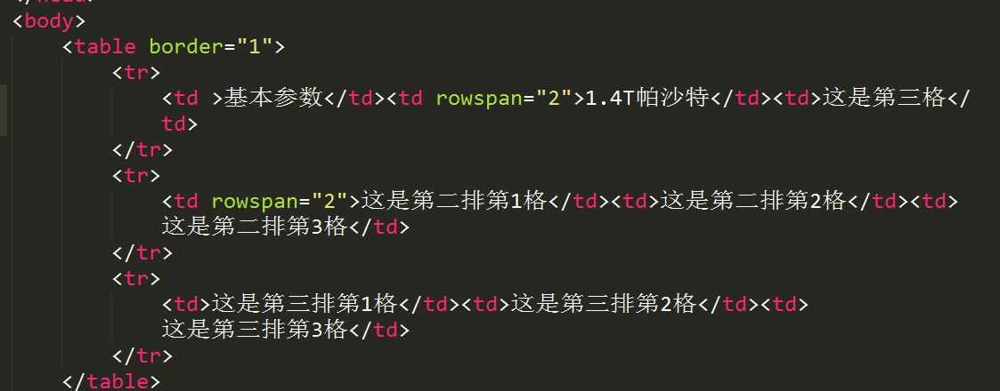 </head>
<body>
<table border="1">
<tr>
<td >基本参数</td><td rowspan="2">1.4T帕沙特</td><td>这是第三格</
td>
</tr>
<tr>
<td rowspan="2">这是第二排第1格</td><td>这是第二排第2格</td><td>
这是第二排第3格</td>
</tr>
<tr>
<td>这是第三排第1格</td><td>这是第三排第2格</td><td>
这是第三排第3格</td>
</tr>
</table>